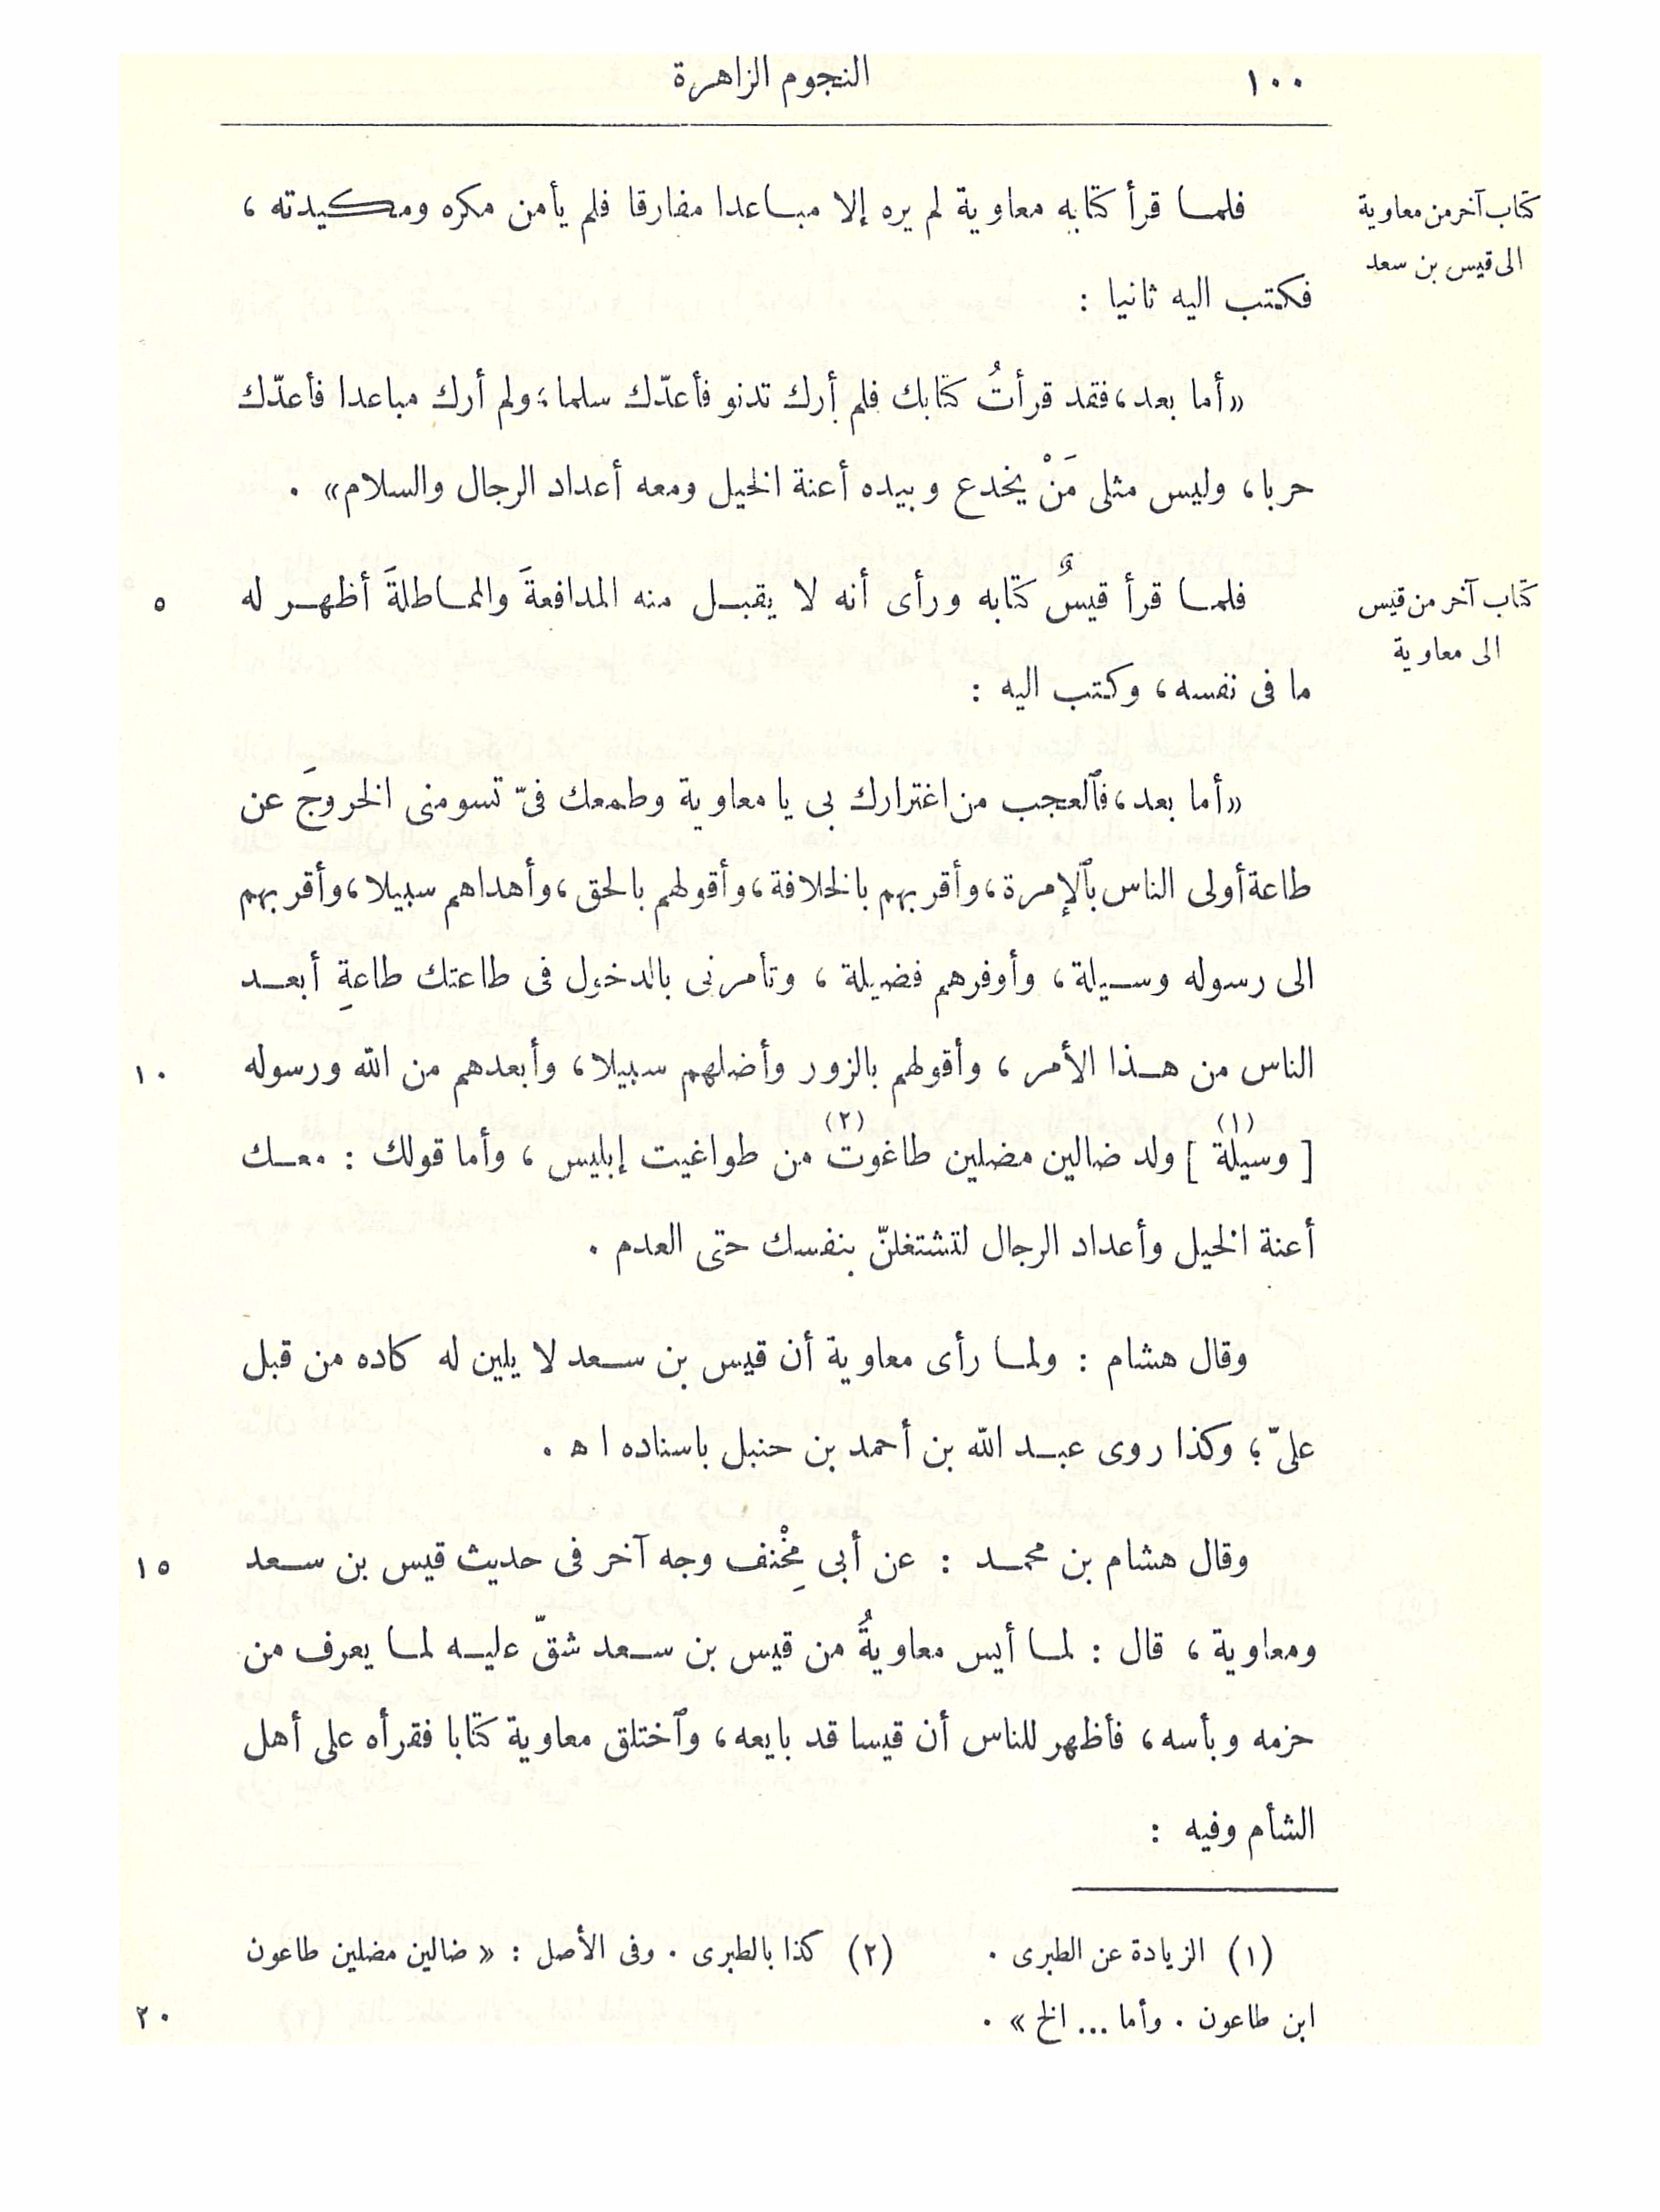 ١٠٠
النجوم الزاهرة
كتاب آخر من معاوية
الى قيس بن سعد
فلما قرأ كتابه معاوية لم يره إلا مباعدا مفارقا فلم يأمن مكره ومكيدته ،
فكتب اليه ثانيا :
«أما بعد، فقد قرأتُ كتابك فلم أرك تدنو فأعدّك سلما؛ ولم أرك مباعدا فأعدّك
حربا، وليس مثلى مَنْ يخدع وبيده أعنة الخيل ومعه أعداد الرجال والسلام» .
كتاب آخر من قيس
الى معاوية
فلما قرأ قيسٌ كتابه ورأى أنه لا يقبل منه المدافعةَ والمماطلةَ أظهر له
٥
ما فى نفسه، وكتب اليه :
«أما بعد، فٱلعجب من اغترارك بى يا معاوية وطمعك فىّ تسومنى الخروجَ عن
طاعة أولى الناس بٱلإمرة، وأقربهم بالخلافة، وأقولهم بالحق، وأهداهم سبيلا، وأقربهم
الى رسوله وسيلة، وأوفرهم فضيلة ، وتأمرنى بالدخول فى طاعتك طاعةِ أبعد
الناس من هذا الأمر ، وأقولهم بالزور وأضلهم سبيلا، وأبعدهم من الله ورسوله
١٠
[ وسيلة (١) ] ولد ضالين مضلين طاغوت (٢) من طواغيت إبليس ، وأما قولك : معك
أعنة الخيل وأعداد الرجال لتشتغلنّ بنفسك حتى العدم .
وقال هشام : ولما رأى معاوية أن قيس بن سعد لا يلين له كاده من قبل
علىّ ؛ وكذا روى عبد الله بن أحمد بن حنبل باسناده ا ه .
وقال هشام بن محمد : عن أبى مِخْنف وجه آخر فى حديث قيس بن سعد
١٥
ومعاوية ، قال : لما أيس معاويةُ من قيس بن سعد شقّ عليه لما يعرف من
حزمه وبأسه، فأظهر للناس أن قيسا قد بايعه، وٱختلق معاوية كتابا فقرأه على أهل
الشأم وفيه :
(١) الزيادة عن الطبرى . (٢) كذا بالطبرى . وفى الأصل : « ضالين مضلين طاعون
ابن طاعون . وأما ... الخ » .
٢٠